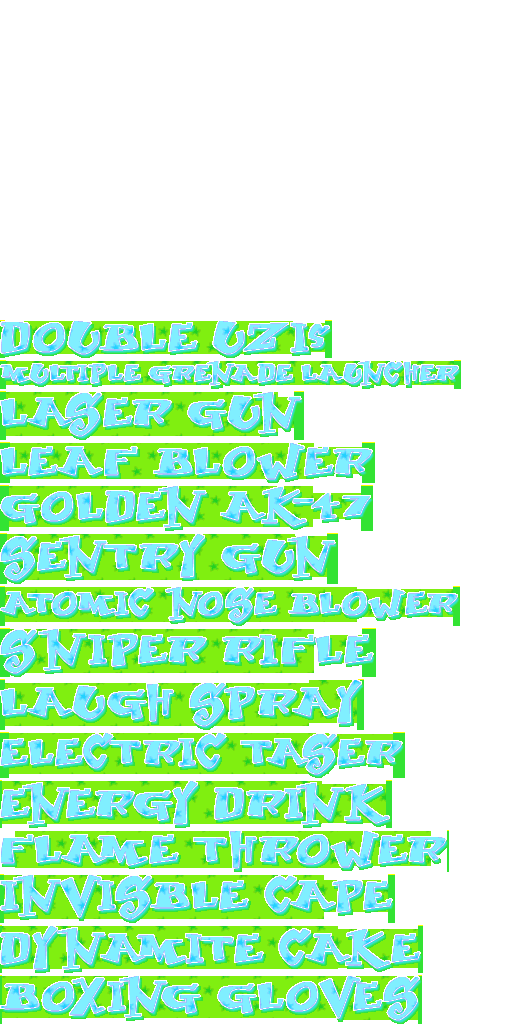 DOUBLE UZIS
MULTIPLE GRENADE LAUNCHER
LASER GUN
LEAF BLOWER
GOLDEN AK-47
SENTRY GUN
ATOMIC NOSE BLOWER
SNIPER RIFLE
LAUGH SPRAY
ELECTRIC TASER
ENERGY DRINK
FLAME THROWER
INVISBLE CAPE
DYNAMITE CAKE
BOXING GLOVES